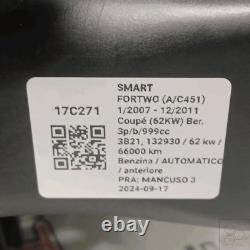 SMART
FORTWO (A/C451)
17C271
1/2007 - 12/2011
Coupé (62KW) Ber.
3p/b/999cc
3B21, 132930 / 62 kw /
66000 km
Benzina / AUTOMATICO
/ anteriore
PRA: MANCUSO 3
2024-09-17